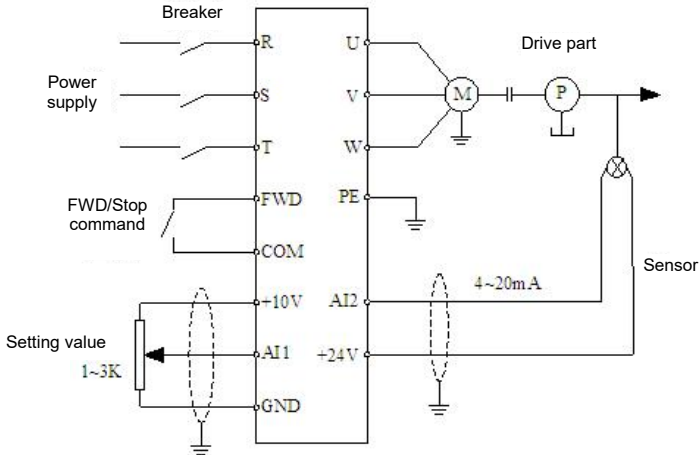 Breaker
R
U
Drive part
Power
supply
S
V
M
P
T
W
FWD/Stop
command
FWD
PE
COM
Sensor
+10V
AI2
4~20mA
Setting value
1~3K
AI1
+24V
GND